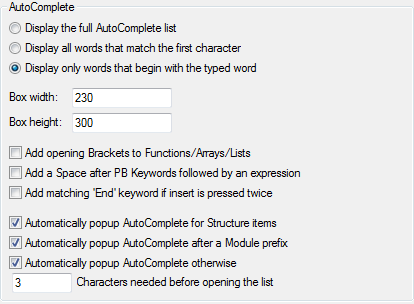 AutoComplete
Display the full AutoComplete list
Display all words that match the first character
Display only words that begin with the typed word
Box width: 230
Box height: 300
Add opening Brackets to Functions/Arrays/Lists
Add a Space after PB Keywords followed by an expression
Add matching 'End' keyword if insert is pressed twice
Automatically popup AutoComplete for Structure items
Automatically popup AutoComplete after a Module prefix
Automatically popup AutoComplete otherwise
3 Characters needed before opening the list